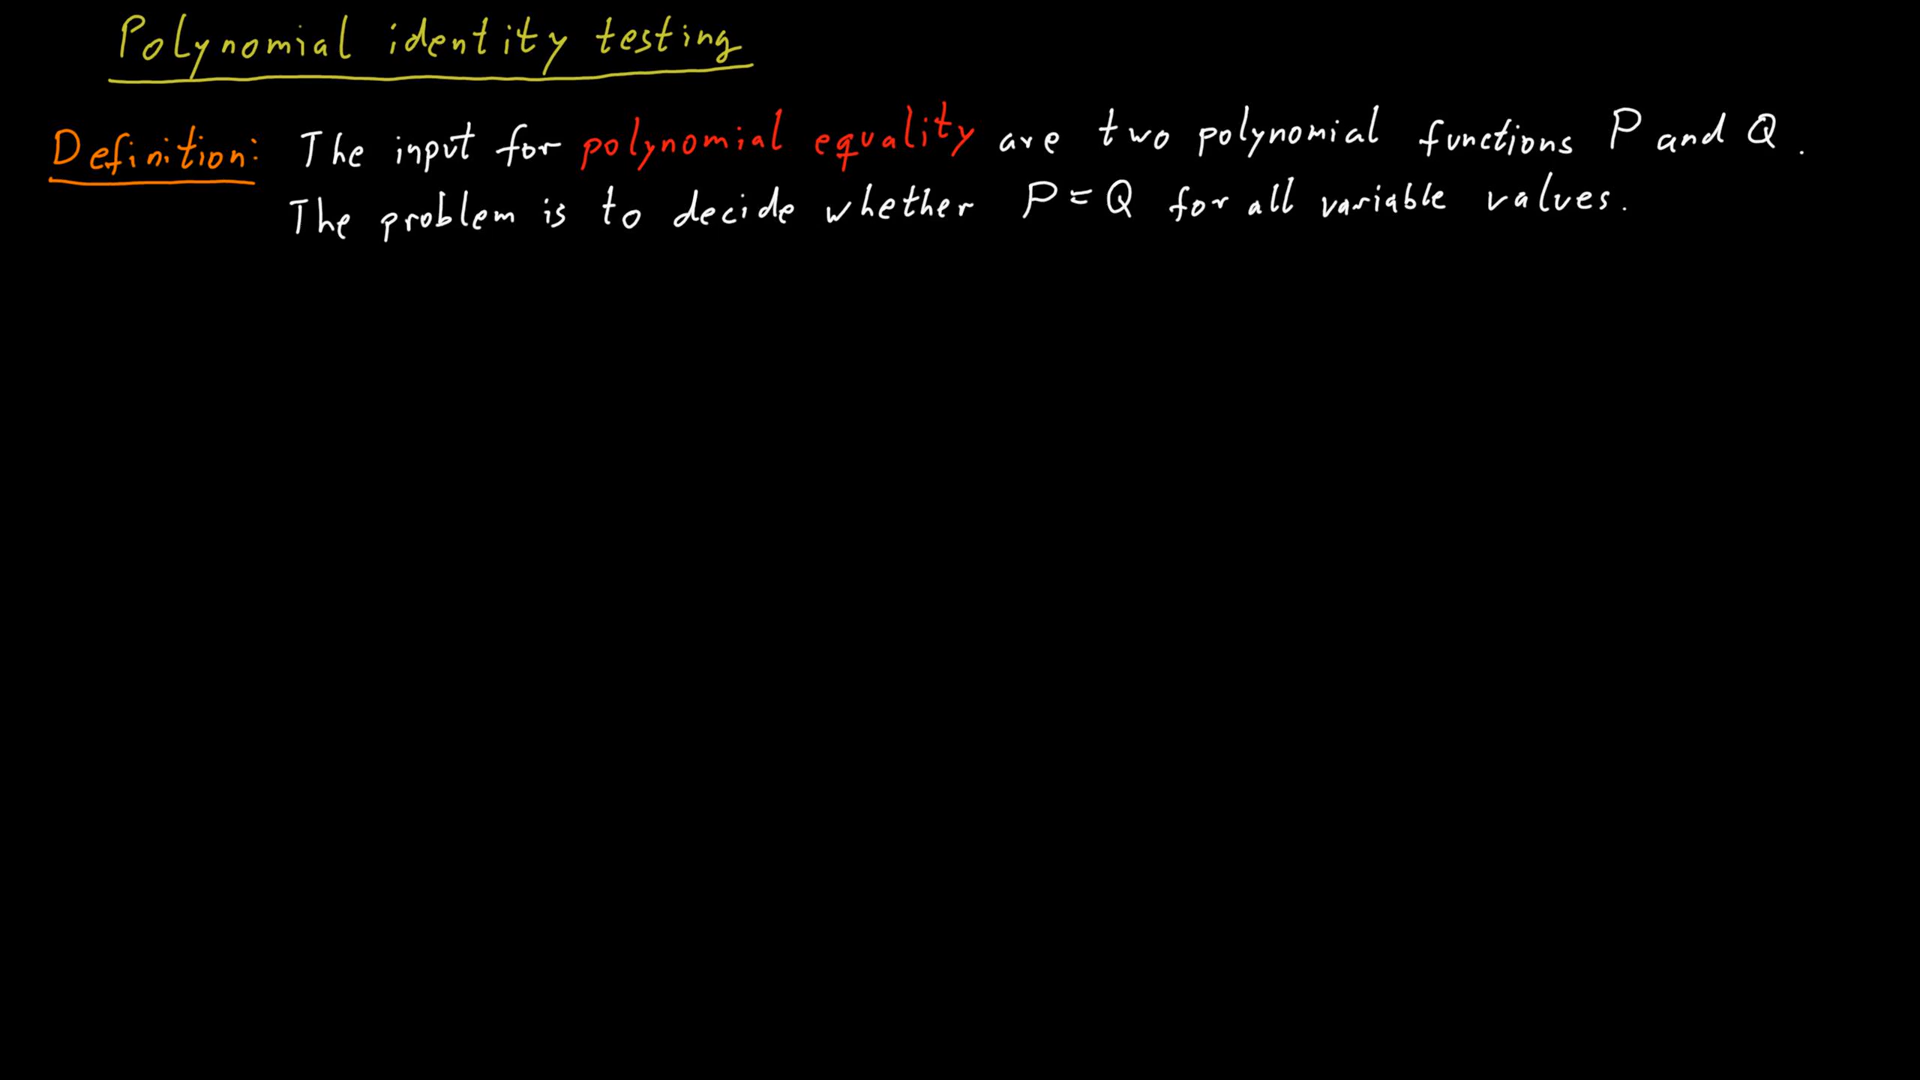 Polynomial identity testing
Definition: The input for polynomial equality are two polynomial functions P and Q.
The problem is to decide whether P = Q for all variable values.